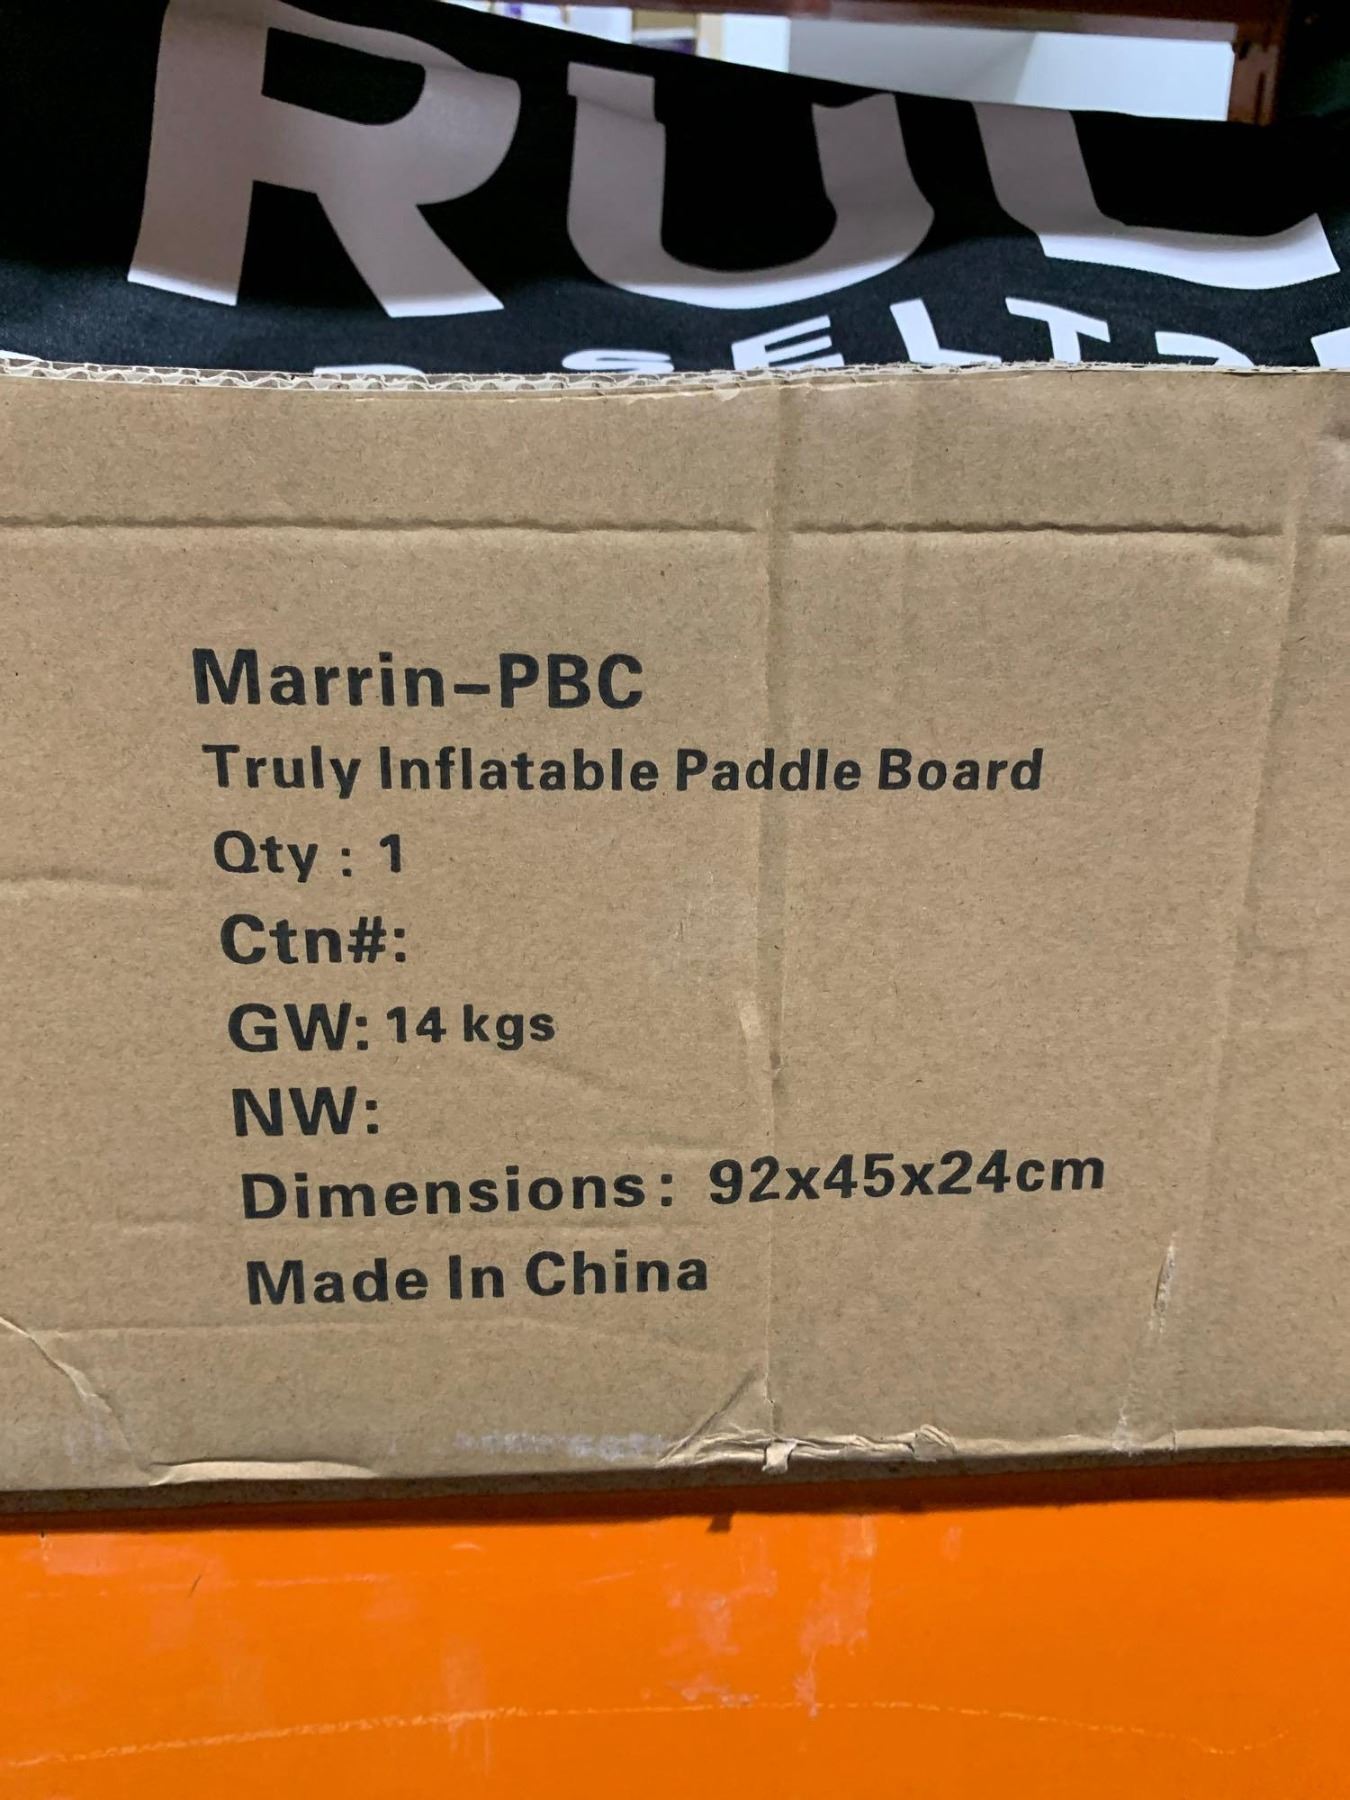 Marrin-PBC
Truly Inflatable Paddle Board
Qty : 1
Ctn#:
GW: 14 kgs
NW:
Dimensions: 92x45x24cm
Made In China